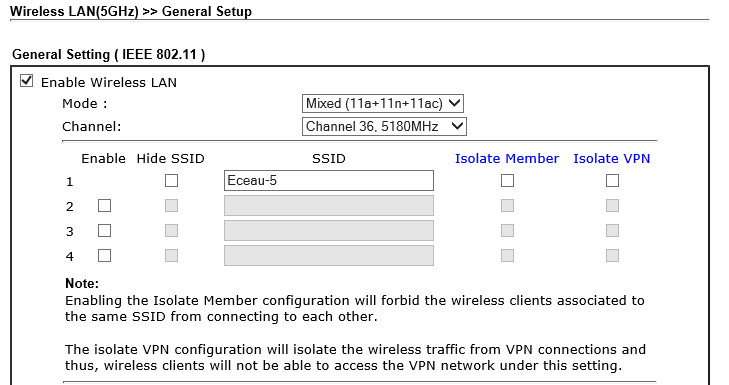 Wireless LAN(5GHz) >> General Setup
General Setting ( IEEE 802.11 )
Enable Wireless LAN
Mode : Mixed (11a+11n+11ac)
Channel: Channel 36, 5180MHz
Enable Hide SSID SSID Isolate Member Isolate VPN
1 Eceau-5
2
3
4
Note:
Enabling the Isolate Member configuration will forbid the wireless clients associated to
the same SSID from connecting to each other.
The isolate VPN configuration will isolate the wireless traffic from VPN connections and
thus, wireless clients will not be able to access the VPN network under this setting.